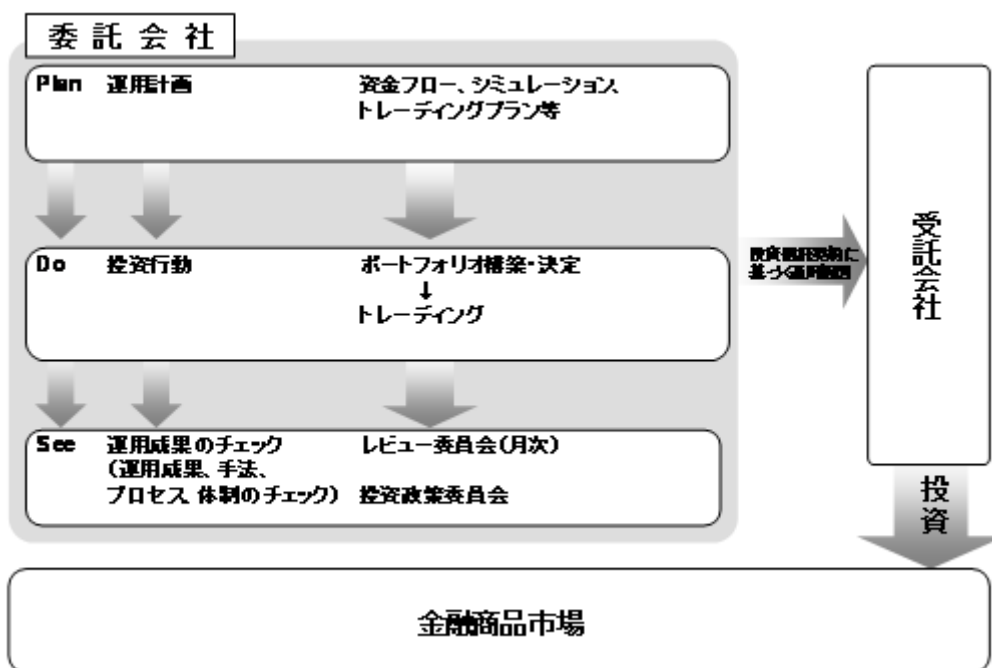 委託会社
Plan 運用計画 資金フロー、シミュレーション、
トレーディングプラン等
Do 投資行動 ポートフォリオ構築・決定
↓
トレーディング
See 運用成果のチェック レビュー委員会(月次)
(運用成果、手法、
プロセス、体制のチェック) 投資政策委員会
基づく
受託会社
投資
金融商品市場